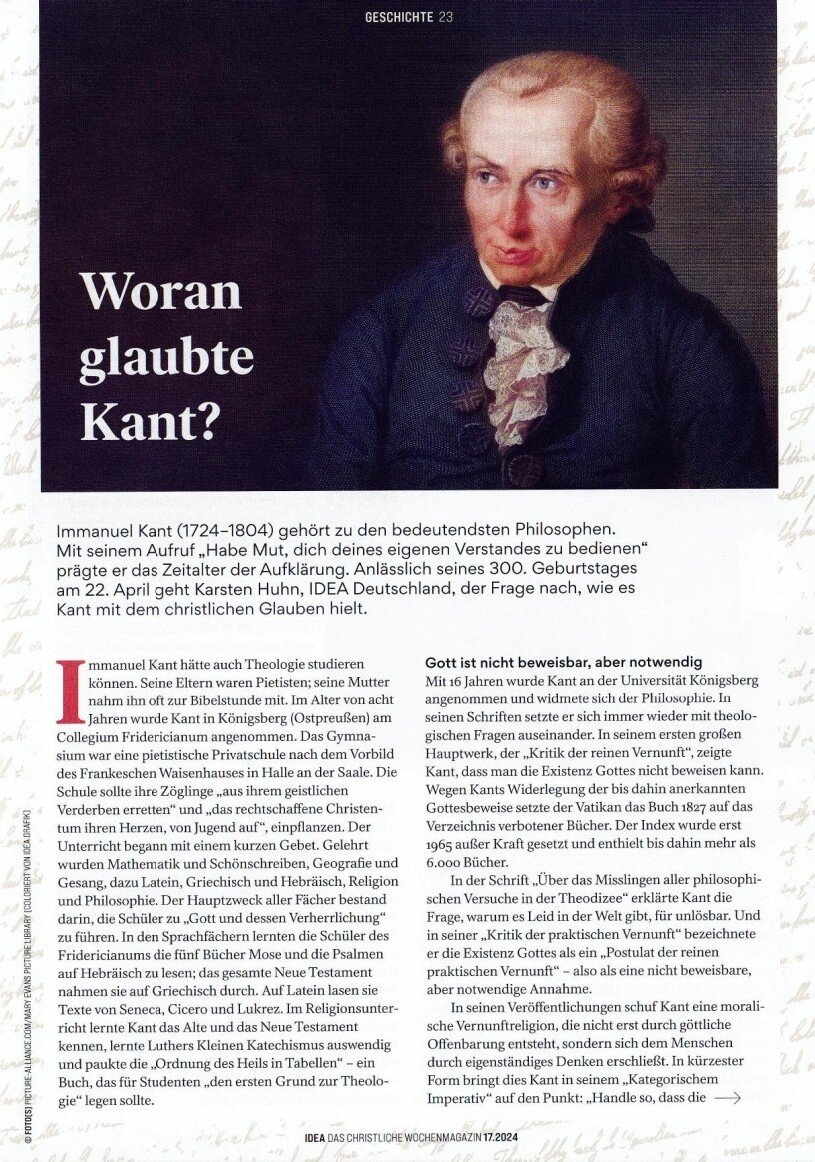 GESCHICHTE 23
Woran
glaubte
Kant?
Immanuel Kant (1724–1804) gehört zu den bedeutendsten Philosophen.
Mit seinem Aufruf „Habe Mut, dich deines eigenen Verstandes zu bedienen“
prägte er das Zeitalter der Aufklärung. Anlässlich seines 300. Geburtstages
am 22. April geht Karsten Huhn, IDEA Deutschland, der Frage nach, wie es
Kant mit dem christlichen Glauben hielt.
Immanuel Kant hätte auch Theologie studieren
können. Seine Eltern waren Pietisten; seine Mutter
nahm ihn oft zur Bibelstunde mit. Im Alter von acht
Jahren wurde Kant in Königsberg (Ostpreußen) am
Collegium Fridericianum angenommen. Das Gymna-
sium war eine pietistische Privatschule nach dem Vorbild
des Frankeschen Waisenhauses in Halle an der Saale. Die
Schule sollte ihre Zöglinge „aus ihrem geistlichen
Verderben erretten“ und „das rechtschaffene Christen-
tum ihren Herzen, von Jugend auf“, einpflanzen. Der
Unterricht begann mit einem kurzen Gebet. Gelehrt
wurden Mathematik und Schönschreiben, Geografie und
Gesang, dazu Latein, Griechisch und Hebräisch, Religion
und Philosophie. Der Hauptzweck aller Fächer bestand
darin, die Schüler zu „Gott und dessen Verherrlichung“
zu führen. In den Sprachfächern lernten die Schüler des
Fridericianums die fünf Bücher Mose und die Psalmen
auf Hebräisch zu lesen; das gesamte Neue Testament
nahmen sie auf Griechisch durch. Auf Latein lasen sie
Texte von Seneca, Cicero und Lukrez. Im Religionsunter-
richt lernte Kant das Alte und das Neue Testament
kennen, lernte Luthers Kleinen Katechismus auswendig
und paukte die „Ordnung des Heils in Tabellen“ – ein
Buch, das für Studenten „den ersten Grund zur Theolo-
gie“ legen sollte.
Gott ist nicht beweisbar, aber notwendig
Mit 16 Jahren wurde Kant an der Universität Königsberg
angenommen und widmete sich der Philosophie. In
seinen Schriften setzte er sich immer wieder mit theolo-
gischen Fragen auseinander. In seinem ersten großen
Hauptwerk, der „Kritik der reinen Vernunft“, zeigte
Kant, dass man die Existenz Gottes nicht beweisen kann.
Wegen Kants Widerlegung der bis dahin anerkannten
Gottesbeweise setzte der Vatikan das Buch 1827 auf das
Verzeichnis verbotener Bücher. Der Index wurde erst
1965 außer Kraft gesetzt und enthielt bis dahin mehr als
6.000 Bücher.
In der Schrift „Über das Misslingen aller philosophi-
schen Versuche in der Theodizee“ erklärte Kant die
Frage, warum es Leid in der Welt gibt, für unlösbar. Und
in seiner „Kritik der praktischen Vernunft“ bezeichnete
er die Existenz Gottes als ein „Postulat der reinen
praktischen Vernunft“ – also als eine nicht beweisbare,
aber notwendige Annahme.
In seinen Veröffentlichungen schuf Kant eine morali-
sche Vernunftreligion, die nicht erst durch göttliche
Offenbarung entsteht, sondern sich dem Menschen
durch eigenständiges Denken erschließt. In kürzester
Form bringt dies Kant in seinem „Kategorischem
Imperativ“ auf den Punkt: „Handle so, dass die
© FOTO(S) PICTURE-ALLIANCE.COM/MARY EVANS PICTURE LIBRARY (COLORIERT VON IDEA GRAFIK)
IDEA DAS CHRISTLICHE WOCHENMAGAZIN 17.2024